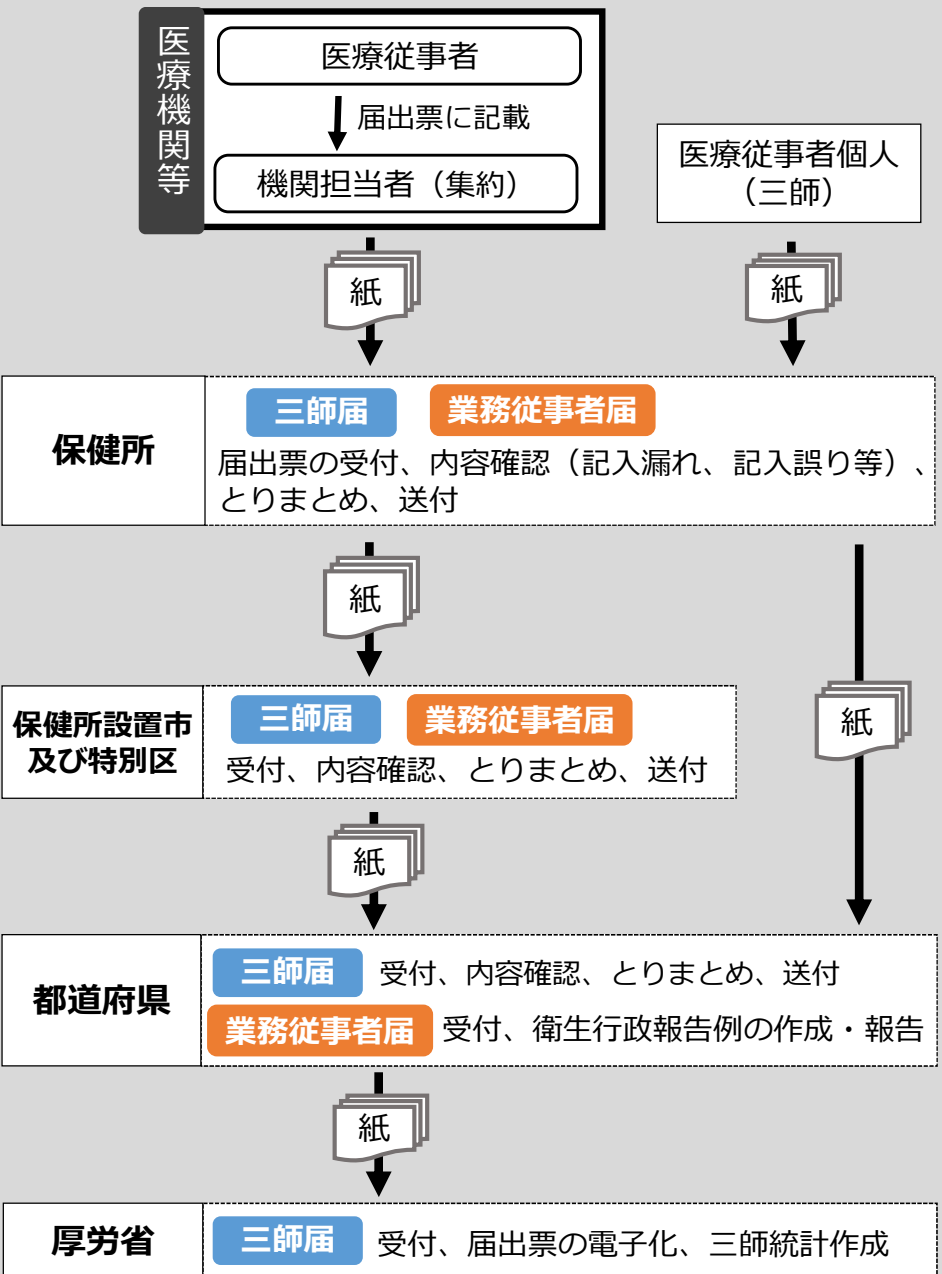 医療機関等
医療従事者
届出票に記載
機関担当者（集約）
医療従事者個人
（三師）
紙
紙
保健所
三師届 業務従事者届
届出票の受付、内容確認（記入漏れ、記入誤り等）、
とりまとめ、送付
紙
紙
保健所設置市
及び特別区
三師届 業務従事者届
受付、内容確認、とりまとめ、送付
紙
都道府県
三師届 受付、内容確認、とりまとめ、送付
業務従事者届 受付、衛生行政報告例の作成・報告
紙
厚労省
三師届 受付、届出票の電子化、三師統計作成